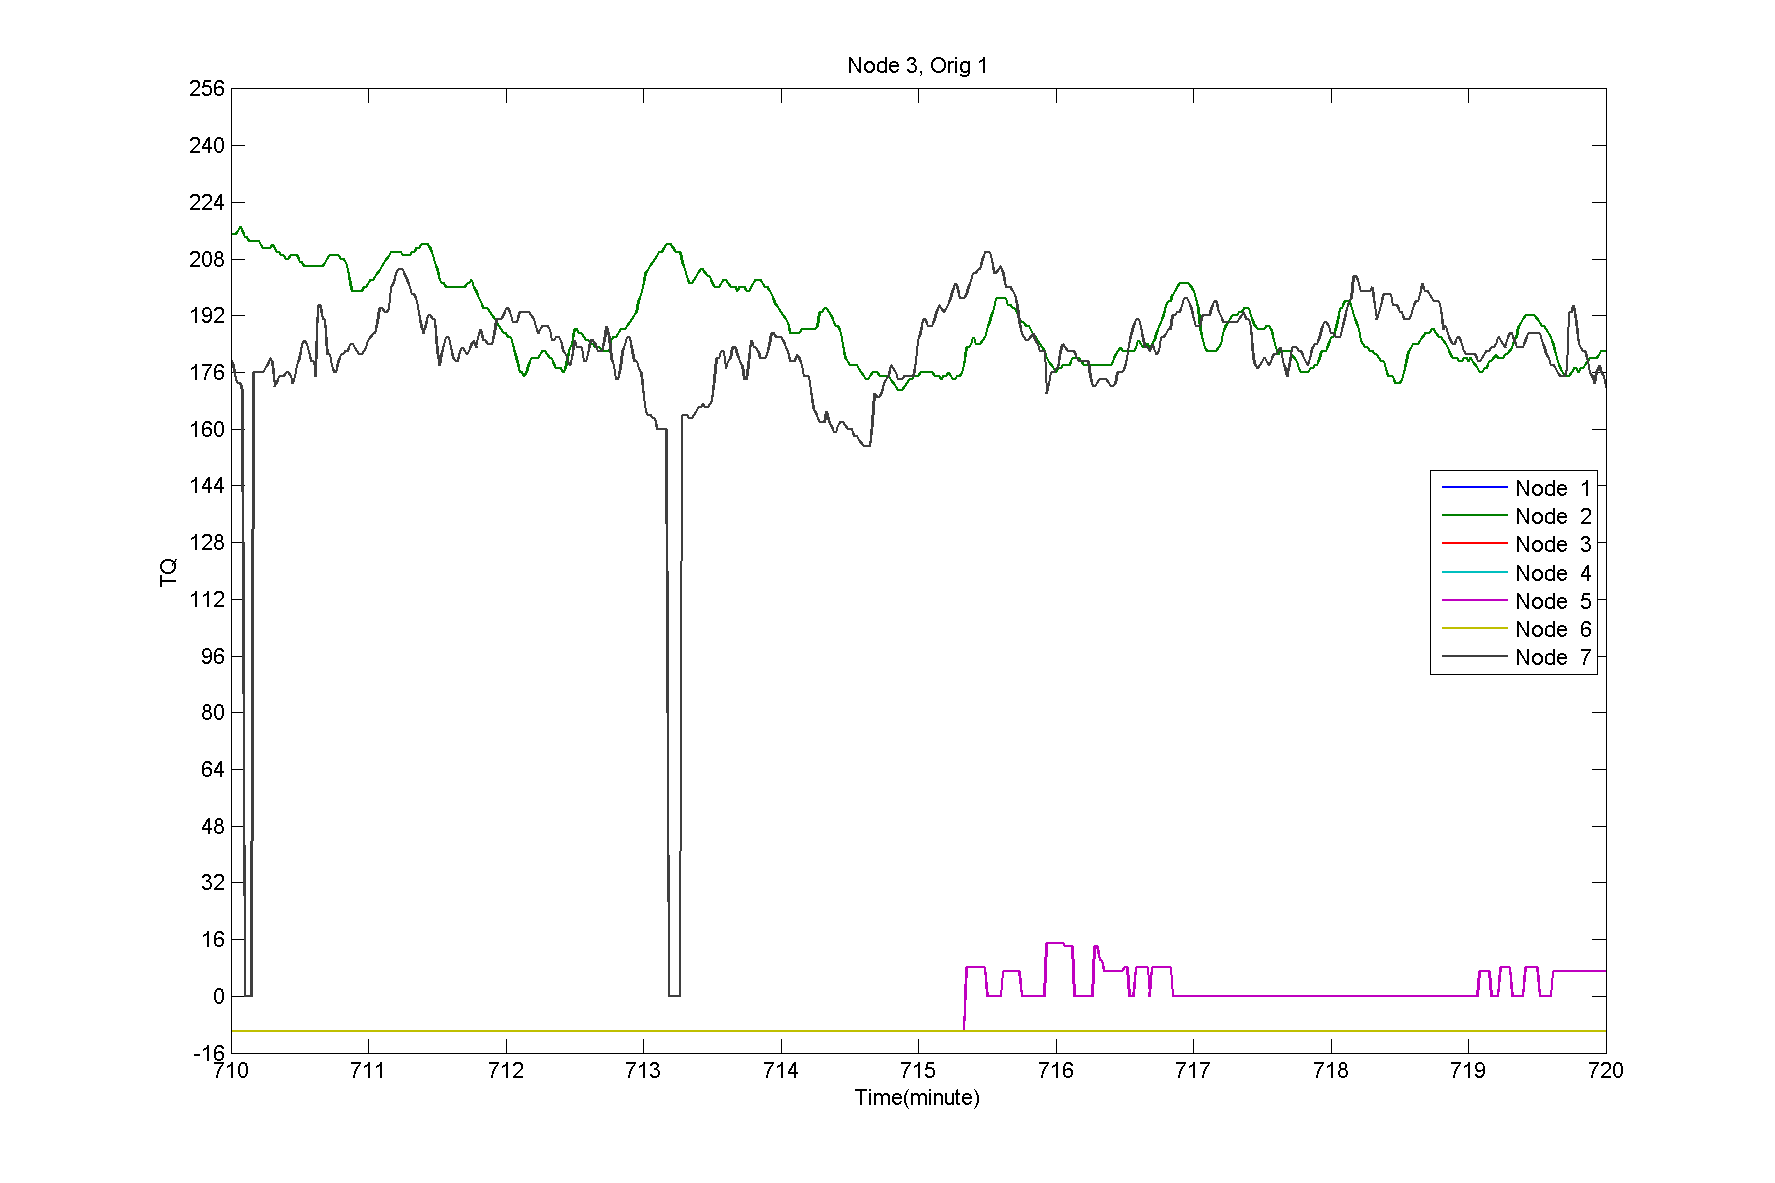 Node 3, Orig 1
256
240
224
208
192
176
160
144
128
112
96
80
64
48
32
16
0
-16
TQ
Node 1
Node 2
Node 3
Node 4
Node 5
Node 6
Node 7
710 711 712 713 714 715 716 717 718 719 720
Time(minute)